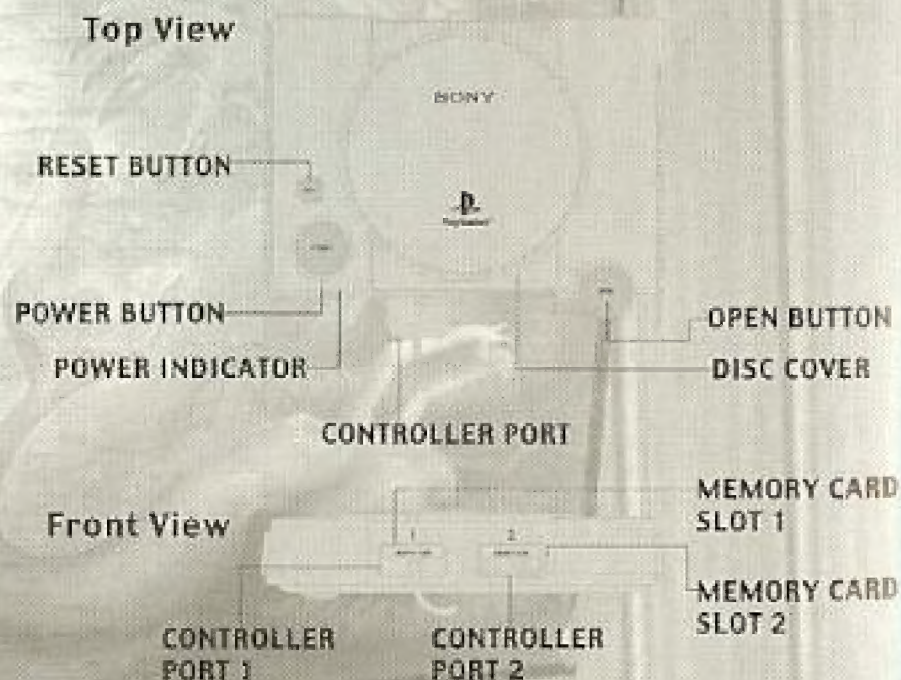 Top View
SONY
RESET BUTTON
PlayStation
POWER BUTTON
OPEN BUTTON
POWER INDICATOR
DISC COVER
CONTROLLER PORT
MEMORY CARD
SLOT 1
Front View
1
2
MEMORY CARD
SLOT 2
CONTROLLER
PORT 1
CONTROLLER
PORT 2